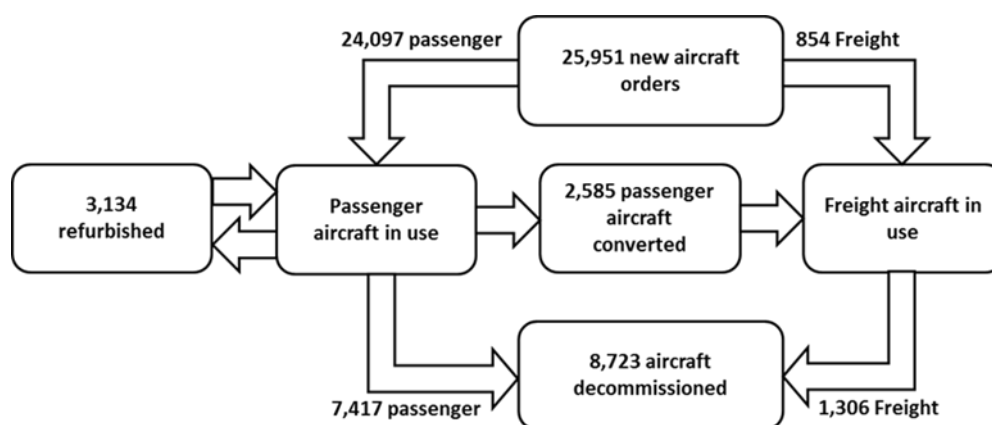 24,097 passenger
25,951 new aircraft
orders
854 Freight
3,134
refurbished
Passenger
aircraft in use
2,585 passenger
aircraft
converted
Freight aircraft in
use
8,723 aircraft
decommissioned
7,417 passenger
1,306 Freight